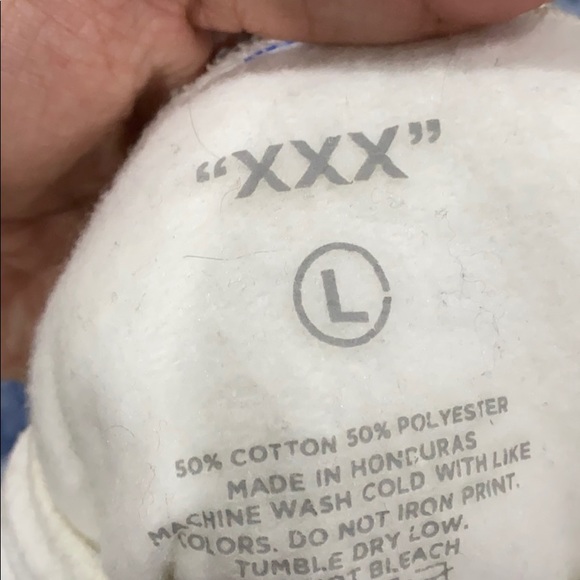 “XXX”
L
50% COTTON 50% POLYESTER
MADE IN HONDURAS
MACHINE WASH COLD WITH LIKE
COLORS. DO NOT IRON PRINT.
TUMBLE DRY LOW.
BLEACH